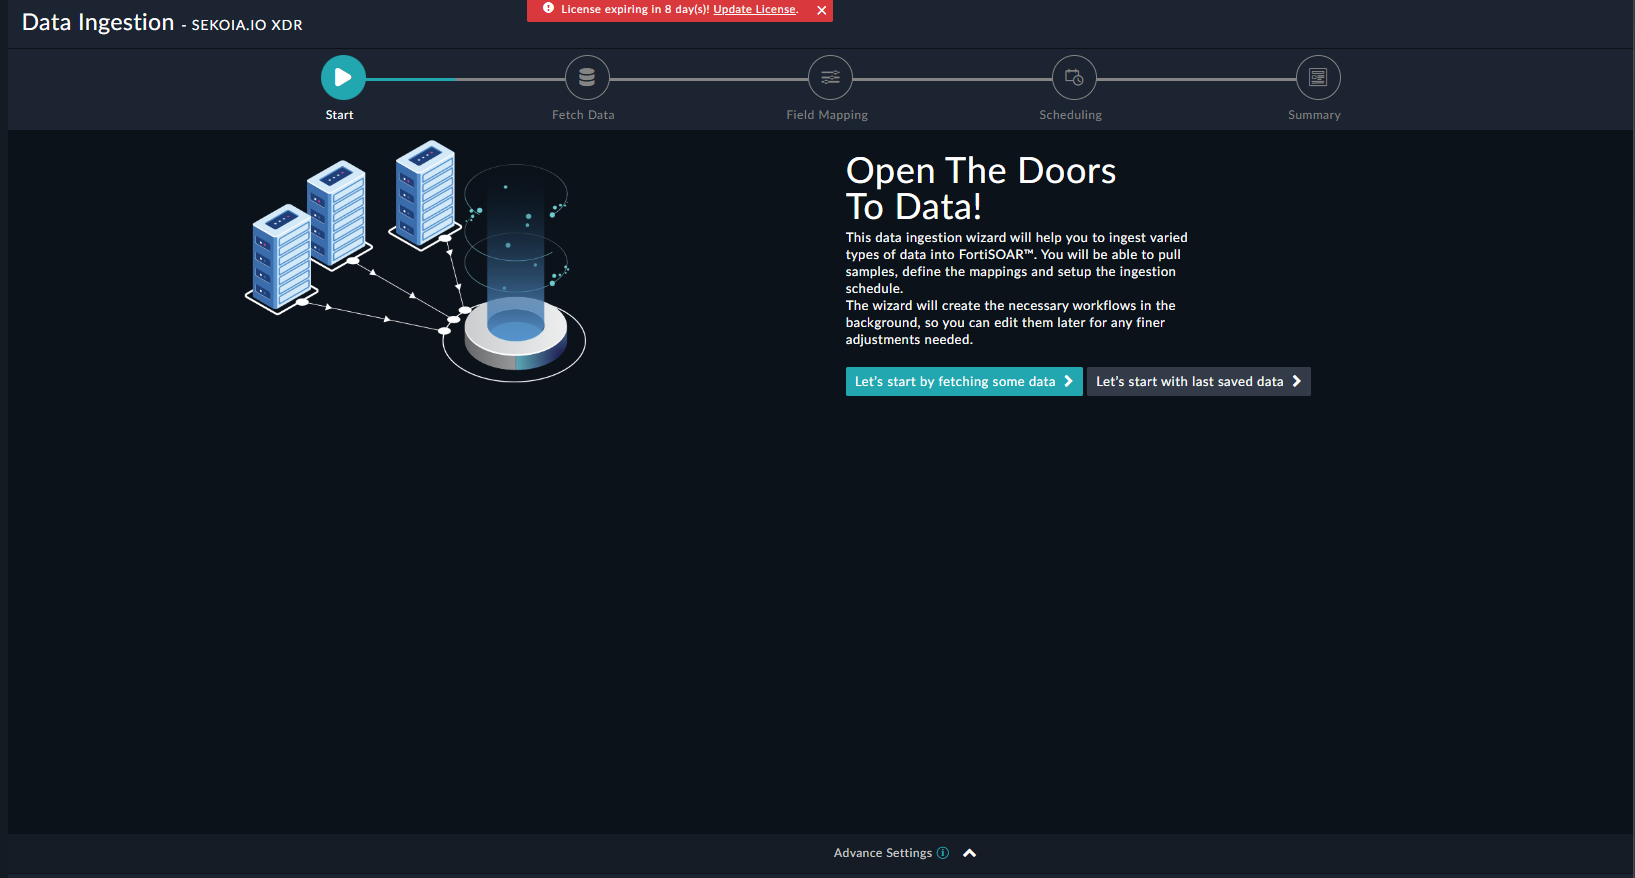 License expiring in 8 day(s)! Update License.
Data Ingestion - SEKOIA.IO XDR
Start
Fetch Data
Field Mapping
Scheduling
Summary
Open The Doors
To Data!
This data ingestion wizard will help you to ingest varied
types of data into FortiSOAR™. You will be able to pull
samples, define the mappings and setup the ingestion
schedule.
The wizard will create the necessary workflows in the
background, so you can edit them later for any finer
adjustments needed.
Let's start by fetching some data
Let's start with last saved data
Advance Settings